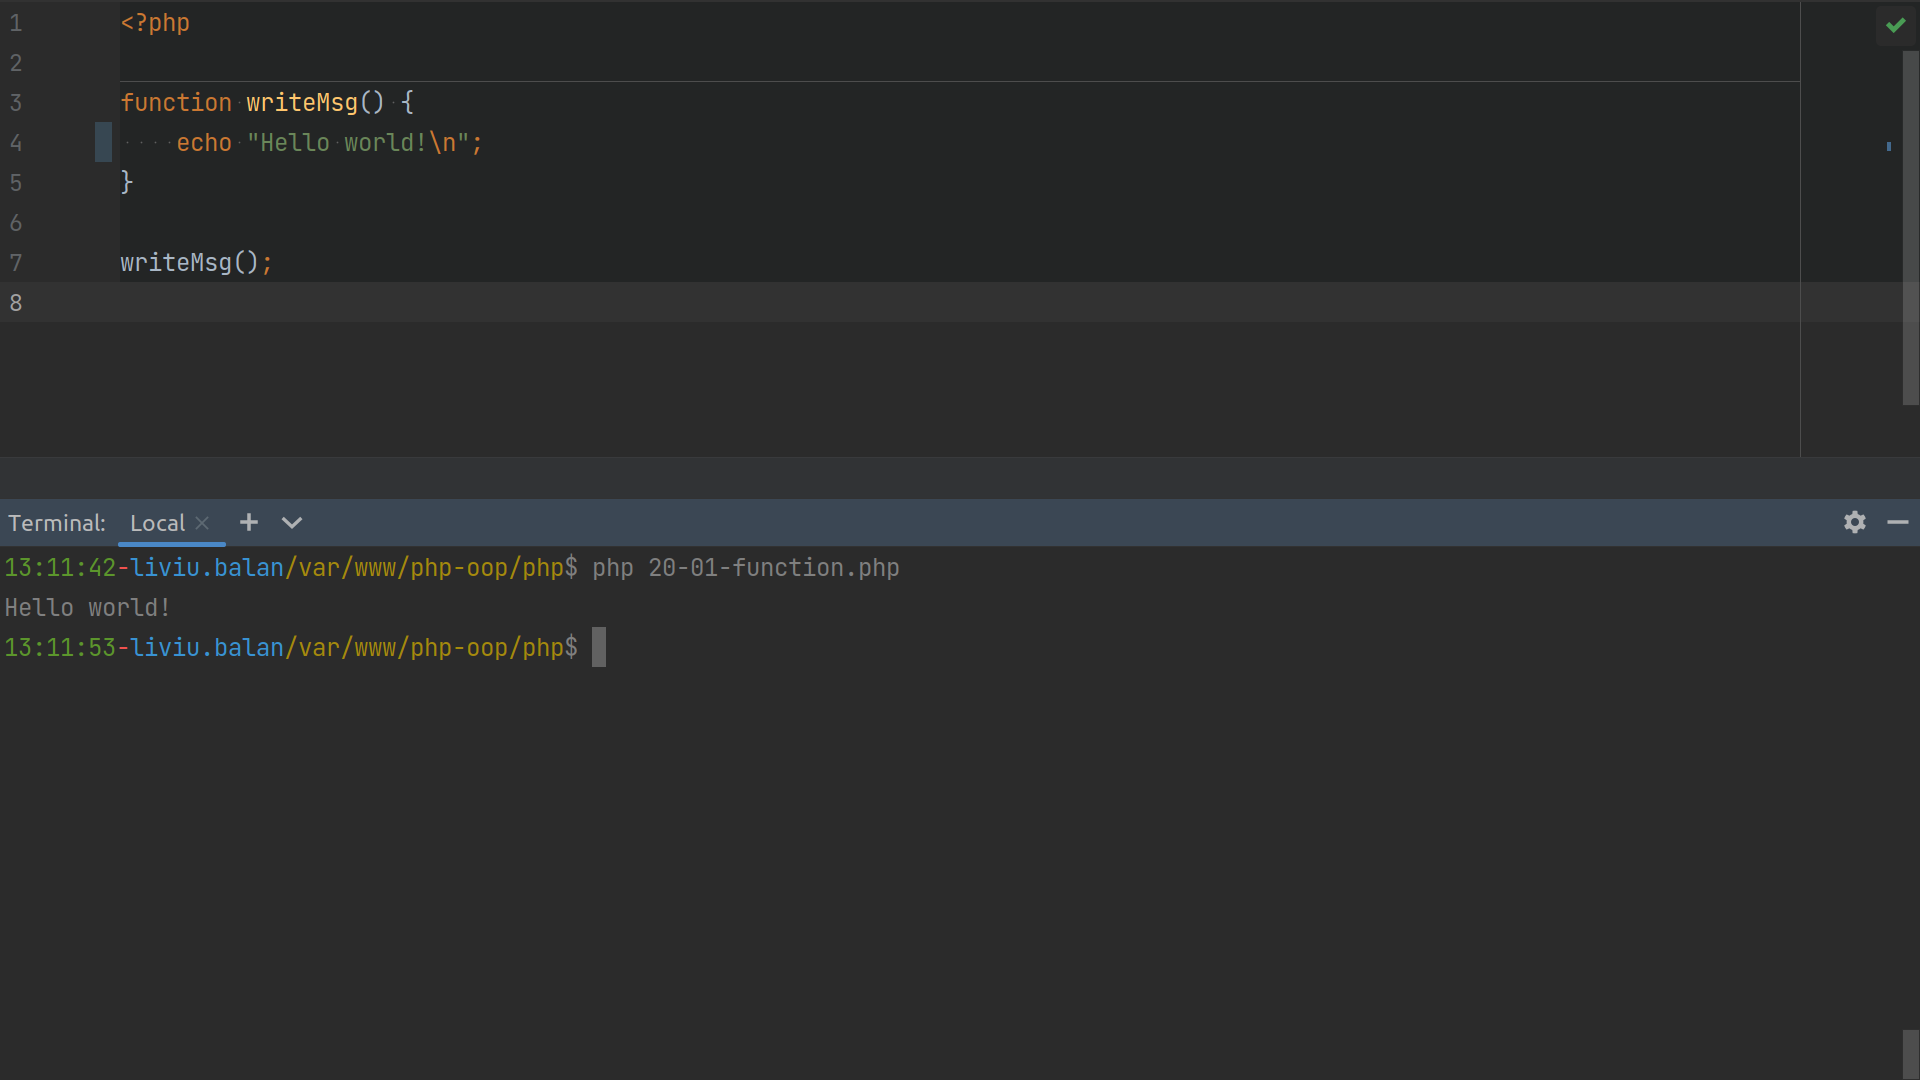 1 <?php
2
3 function writeMsg() {
4     echo "Hello world!\n";
5 }
6
7 writeMsg();
8
Terminal: Local
13:11:42-liviu.balan/var/www/php-oop/php$ php 20-01-function.php
Hello world!
13:11:53-liviu.balan/var/www/php-oop/php$